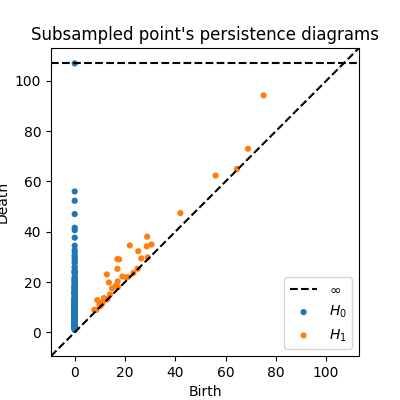 Subsampled point's persistence diagrams
Death
100
80
60
40
20
0
∞
H₀
H₁
0 20 40 60 80 100
Birth